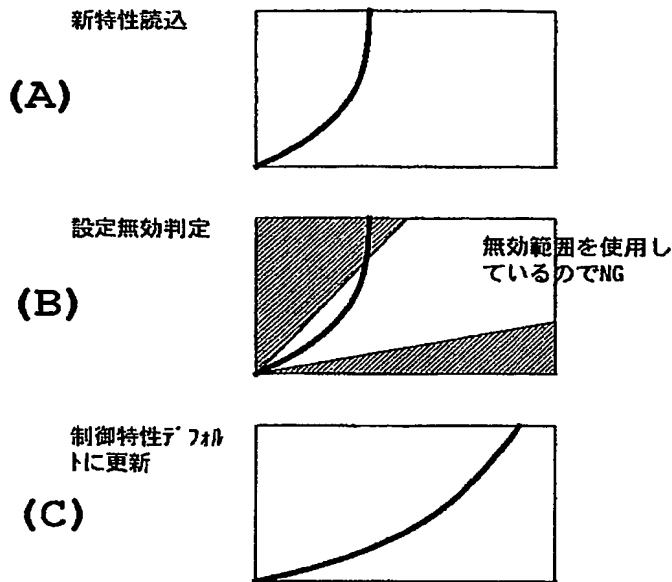 新特性読込
(A)
設定無効判定
無効範囲を使用し
ているのでNG
(B)
制御特性ﾃﾞﾌｫﾙ
ﾄに更新
(C)